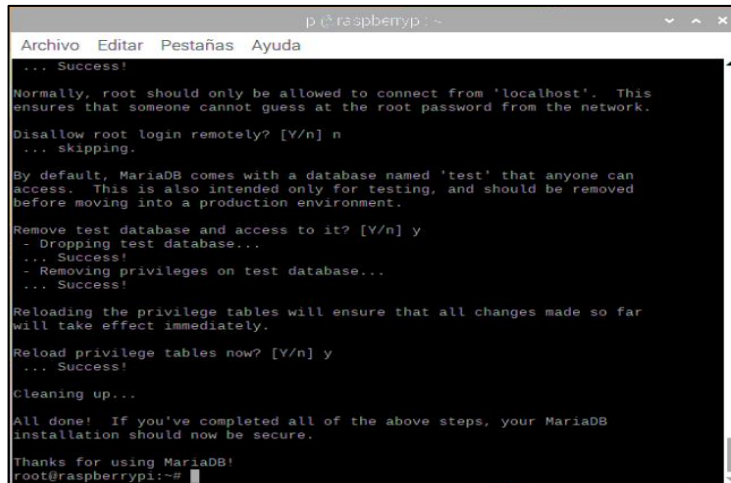 pi@raspberrypi: ~
Archivo Editar Pestañas Ayuda
... Success!
Normally, root should only be allowed to connect from 'localhost'. This
ensures that someone cannot guess at the root password from the network.
Disallow root login remotely? [Y/n] n
... skipping.
By default, MariaDB comes with a database named 'test' that anyone can
access. This is also intended only for testing, and should be removed
before moving into a production environment.
Remove test database and access to it? [Y/n] y
- Dropping test database...
... Success!
- Removing privileges on test database...
... Success!
Reloading the privilege tables will ensure that all changes made so far
will take effect immediately.
Reload privilege tables now? [Y/n] y
... Success!
Cleaning up...
All done! If you've completed all of the above steps, your MariaDB
installation should now be secure.
Thanks for using MariaDB!
root@raspberrypi:~#